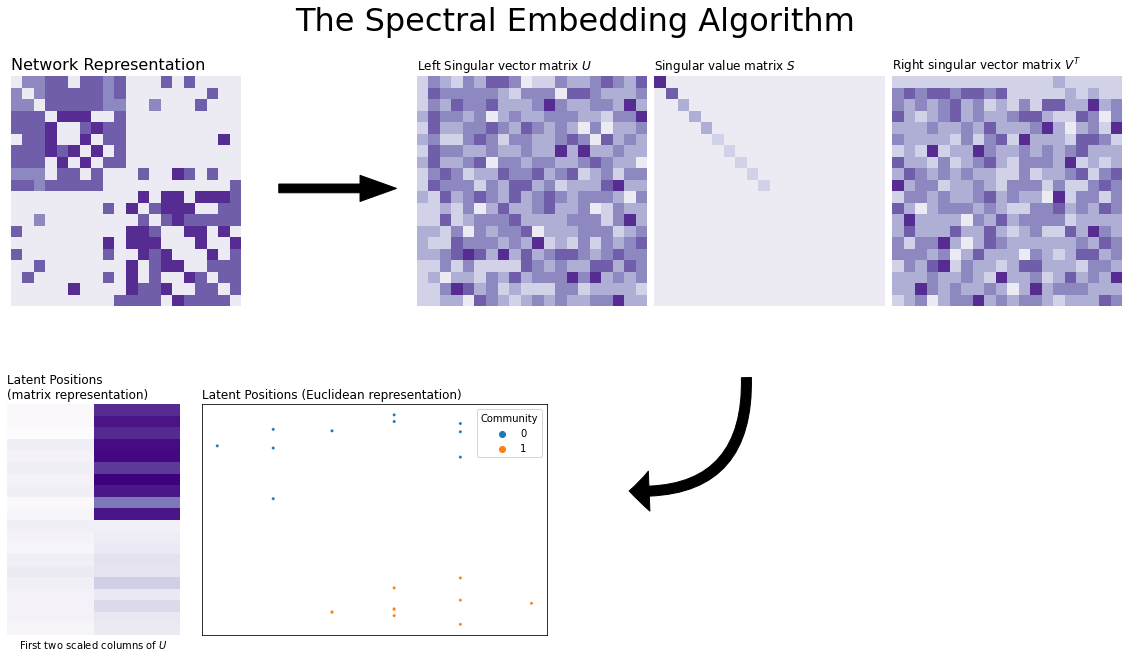 The Spectral Embedding Algorithm
Network Representation
Left Singular vector matrix U
Singular value matrix S
Right singular vector matrix V^T
Latent Positions
(matrix representation)
First two scaled columns of U
Latent Positions (Euclidean representation)
Community
0
1